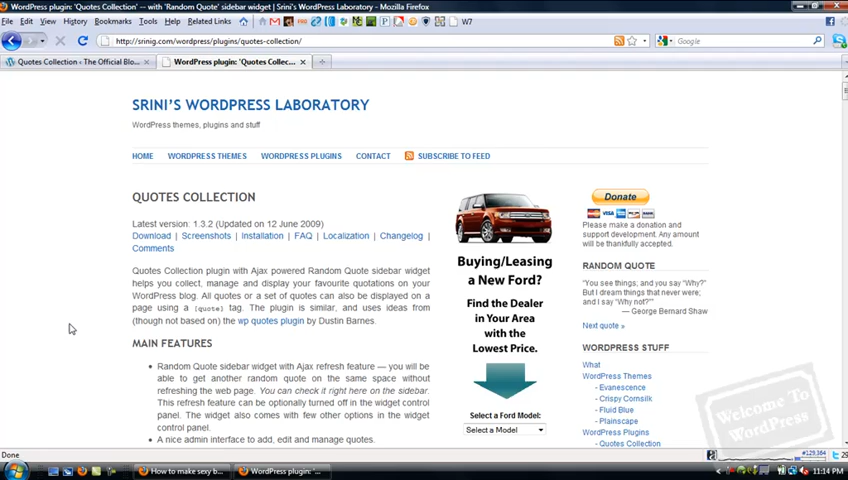 WordPress plugin: 'Quotes Collection' -- with 'Random Quote' sidebar widget | Srini's WordPress Laboratory - Mozilla Firefox
File Edit View History Bookmarks Tools Help Related Links W7
http://srinig.com/wordpress/plugins/quotes-collection/
Google
Quotes Collection ‹ The Official Blo...
WordPress plugin: 'Quotes Collec...
SRINI'S WORDPRESS LABORATORY
WordPress themes, plugins and stuff
HOME WORDPRESS THEMES WORDPRESS PLUGINS CONTACT SUBSCRIBE TO FEED
QUOTES COLLECTION
Latest version: 1.3.2 (Updated on 12 June 2009)
Download | Screenshots | Installation | FAQ | Localization | Changelog |
Comments
Quotes Collection plugin with Ajax powered Random Quote sidebar widget
helps you collect, manage and display your favourite quotations on your
WordPress blog. All quotes or a set of quotes can also be displayed on a
page using a [quote] tag. The plugin is similar, and uses ideas from
(though not based on) the wp quotes plugin by Dustin Barnes.
MAIN FEATURES
Random Quote sidebar widget with Ajax refresh feature — you will be
able to get another random quote on the same space without
refreshing the web page. You can check it right here on the sidebar.
This refresh feature can be optionally turned off in the widget control
panel. The widget also comes with few other options in the widget
control panel.
A nice admin interface to add, edit and manage quotes.
Buying/Leasing
a New Ford?
Find the Dealer
in Your Area
with the
Lowest Price.
Select a Ford Model:
Select a Model
Donate
VISA
Please make a donation and
support development. Any amount
will be thankfully accepted.
RANDOM QUOTE
"You see things; and you say "Why?"
But I dream things that never were;
and I say "Why not?""
— George Bernard Shaw
Next quote »
WORDPRESS STUFF
What
WordPress Themes
- Evanescence
- Crispy Cornsilk
- Fluid Blue
- Plainscape
WordPress Plugins
- Quotes Collection
Welcome To
WordPress
Done
#129,364
29
How to make sexy b...
WordPress plugin: '...
11:14 PM